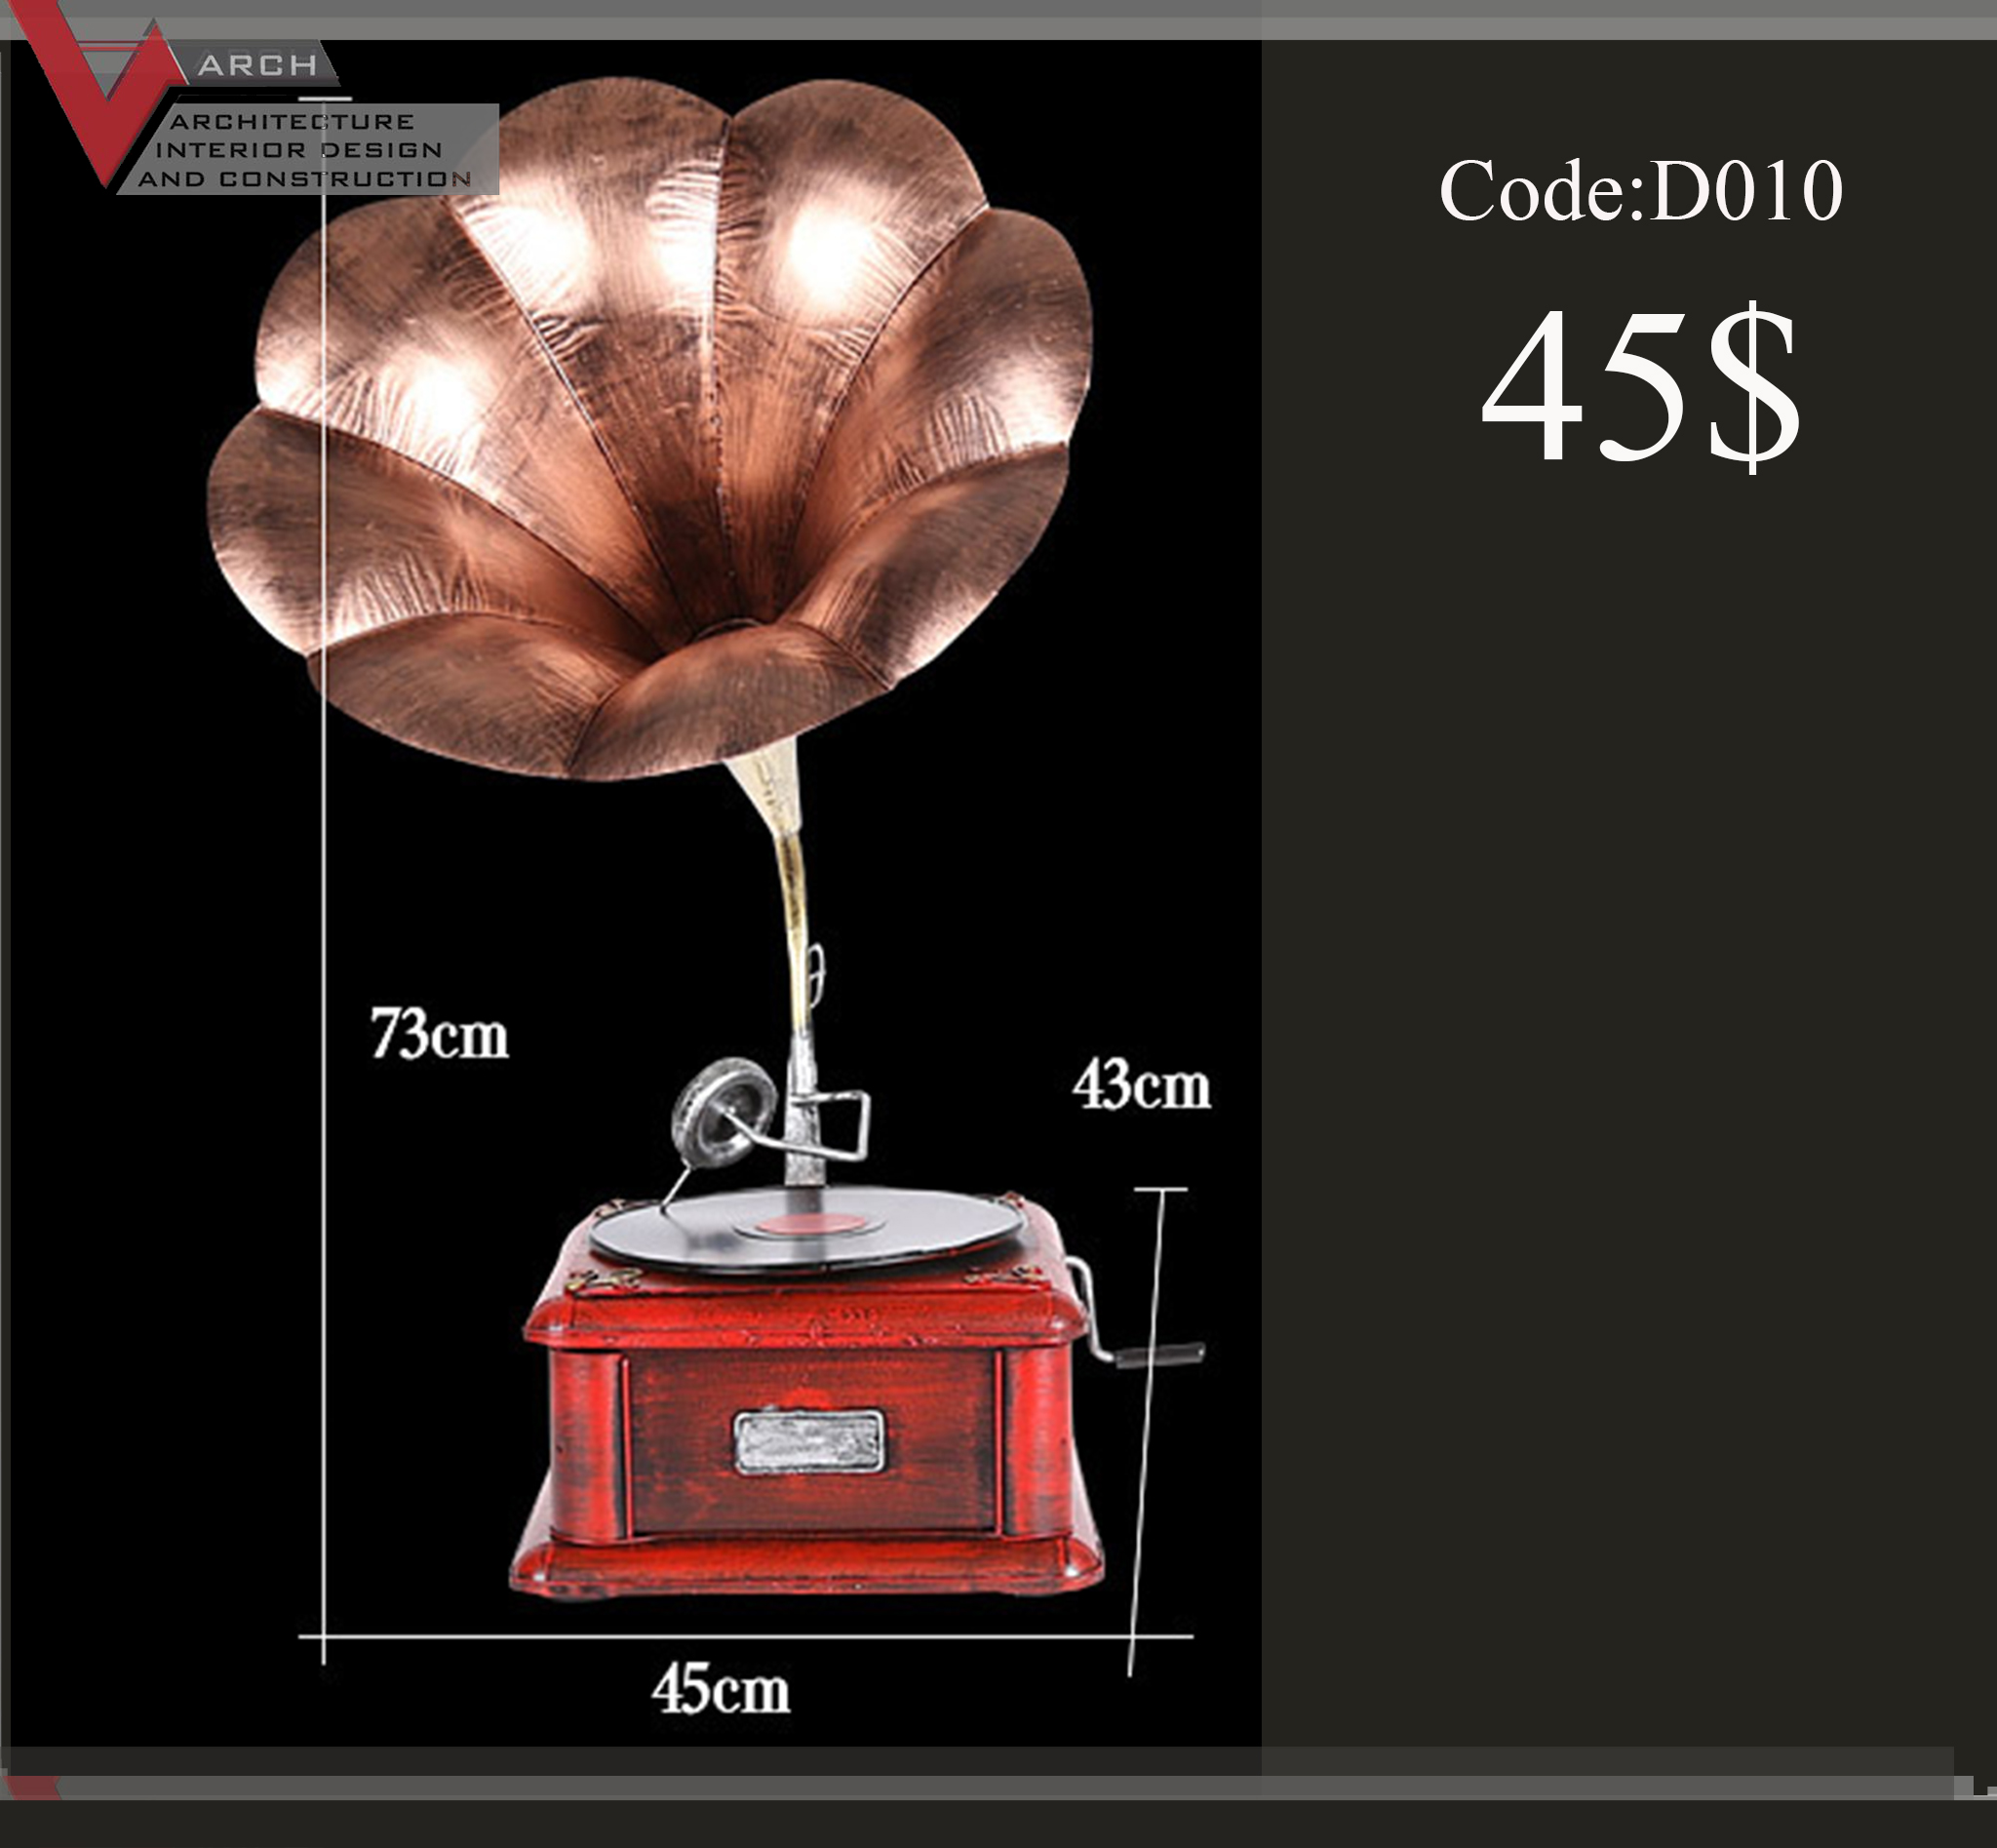 ARCH
ARCHITECTURE
INTERIOR DESIGN
AND CONSTRUCTION
Code:D010
45$
73cm
43cm
45cm